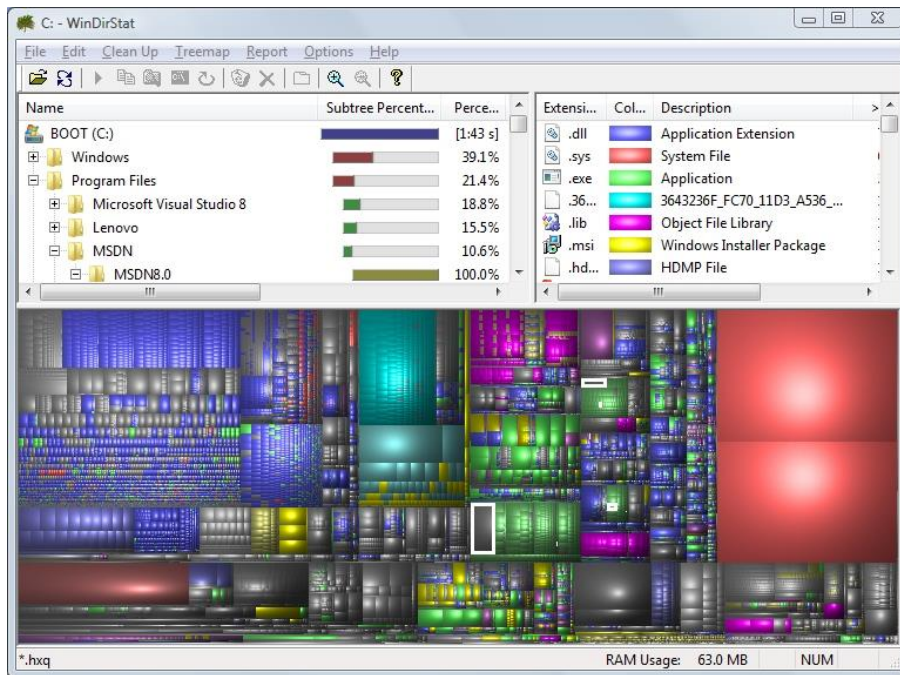 C: - WinDirStat
File Edit Clean Up Treemap Report Options Help
Name Subtree Percent... Perce...
BOOT (C:) [1:43 s]
Windows 39.1%
Program Files 21.4%
Microsoft Visual Studio 8 18.8%
Lenovo 15.5%
MSDN 10.6%
MSDN8.0 100.0%
Extensi... Col... Description >
.dll Application Extension
.sys System File
.exe Application
.36... 3643236F_FC70_11D3_A536_...
.lib Object File Library
.msi Windows Installer Package
.hd... HDMP File
*.hxq RAM Usage: 63.0 MB NUM